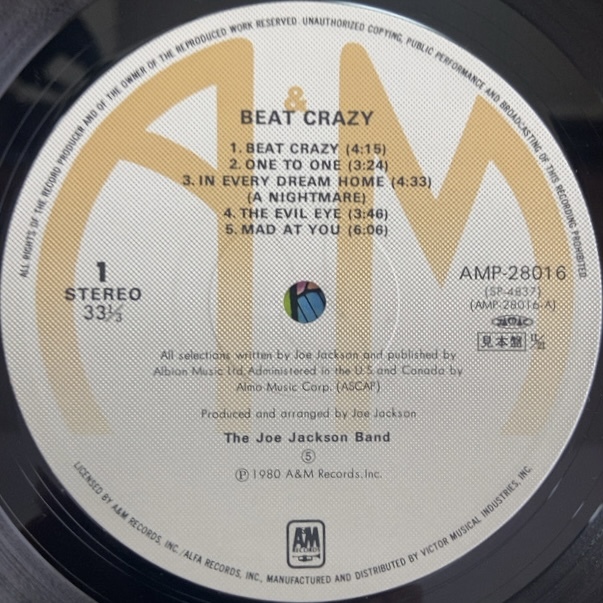 ALL RIGHTS OF THE RECORD PRODUCER AND OF THE OWNER OF THE REPRODUCED WORK RESERVED. UNAUTHORIZED COPYING, PUBLIC PERFORMANCE AND BROADCASTING OF THIS RECORD PROHIBITED
A&M
BEAT CRAZY
1. BEAT CRAZY (4:15)
2. ONE TO ONE (3:24)
3. IN EVERY DREAM HOME (4:33)
(A NIGHTMARE)
4. THE EVIL EYE (3:46)
5. MAD AT YOU (6:06)
1
STEREO
33⅓
AMP-28016
(SP-4837)
(AMP-28016-A)
見本盤
All selections written by Joe Jackson and published by
Albion Music Ltd. Administered in the U.S and Canada by
Almo Music Corp. (ASCAP)
Produced and arranged by Joe Jackson
The Joe Jackson Band
Ⓢ
Ⓟ 1980 A&M Records, Inc.
A&M
RECORDS
LICENSED BY A&M RECORDS, INC./ALFA RECORDS, INC., MANUFACTURED AND DISTRIBUTED BY VICTOR MUSICAL INDUSTRIES, INC.